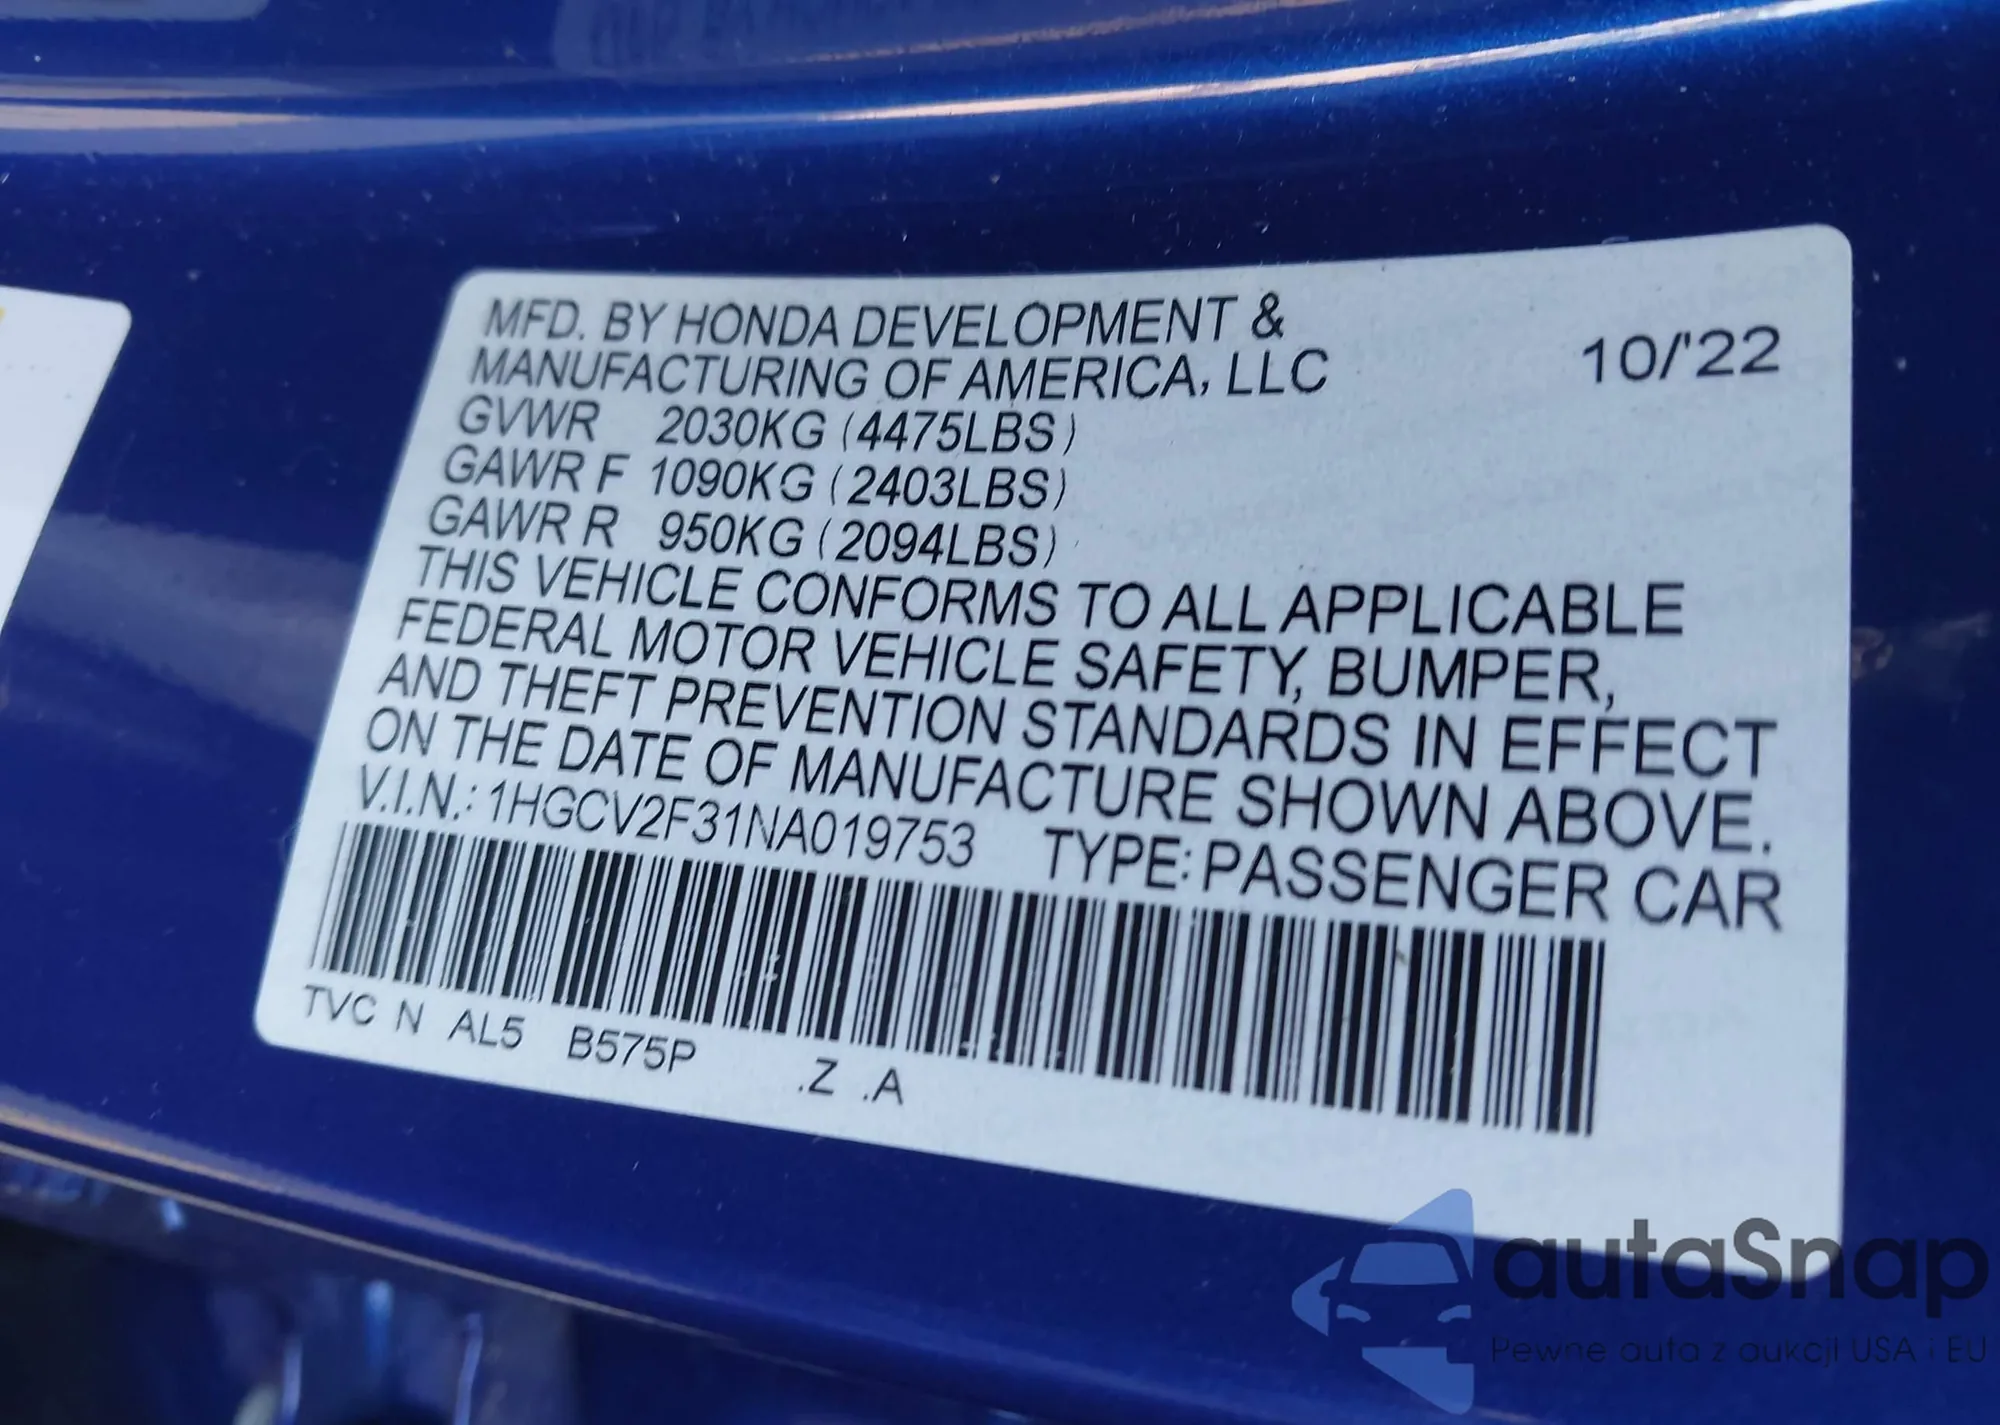 MFD. BY HONDA DEVELOPMENT &
MANUFACTURING OF AMERICA, LLC
10/'22
GVWR 2030KG (4475LBS)
GAWR F 1090KG (2403LBS)
GAWR R 950KG (2094LBS)
THIS VEHICLE CONFORMS TO ALL APPLICABLE
FEDERAL MOTOR VEHICLE SAFETY, BUMPER,
AND THEFT PREVENTION STANDARDS IN EFFECT
ON THE DATE OF MANUFACTURE SHOWN ABOVE.
V.I.N.: 1HGCV2F31NA019753 TYPE: PASSENGER CAR
TVC N AL5 B575P .Z .A
autaSnap
Pewne auta z aukcji USA i EU